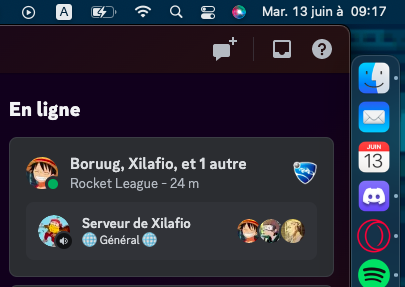 A
Mar. 13 juin à 09:17
?
En ligne
Boruug, Xilafio, et 1 autre
Rocket League - 24 m
Serveur de Xilafio
Général
JUIN
13